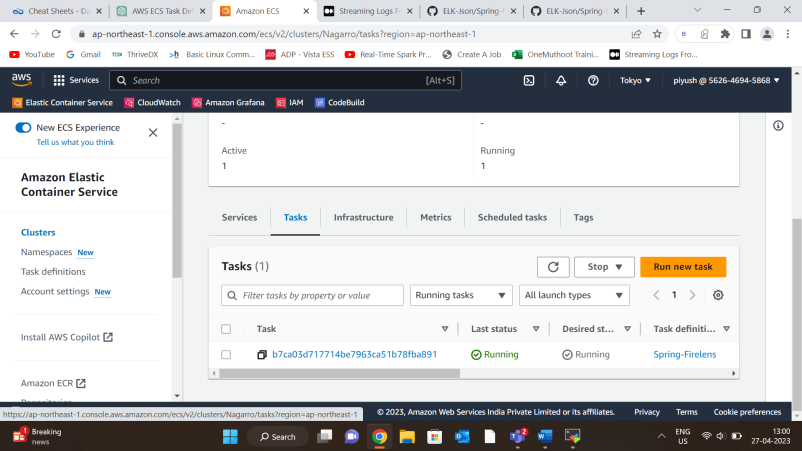 Cheat Sheets - Da
AWS ECS Task Def
Amazon ECS
Streaming Logs Fr
ELK-Json/Spring-S
ELK-Json/Spring-
ap-northeast-1.console.aws.amazon.com/ecs/v2/clusters/Nagarro/tasks?region=ap-northeast-1
YouTube
Gmail
ThriveDX
Basic Linux Comm...
ADP - Vista ESS
Real-Time Spark Pr...
Create A Job
OneMuthoot Traini...
Streaming Logs Fro...
aws
Services
Search
[Alt+S]
Tokyo
piyush @ 5626-4694-5868
Elastic Container Service
CloudWatch
Amazon Grafana
IAM
CodeBuild
New ECS Experience
Tell us what you think
Amazon Elastic
Container Service
Clusters
Namespaces New
Task definitions
Account settings New
Install AWS Copilot
Amazon ECR
- -
Active Running
1 1
Services Tasks Infrastructure Metrics Scheduled tasks Tags
Tasks (1)
Stop
Run new task
Filter tasks by property or value
Running tasks
All launch types
1
Task Last status Desired st... Task definiti...
b7ca03d717714be7963ca51b78fba891 Running Running Spring-Firelens
https://ap-northeast-1.console.aws.amazon.com/ecs/v2/clusters/Nagarro/tasks?region=ap-northeast-1
© 2023, Amazon Web Services India Private Limited or its affiliates. Privacy Terms Cookie preferences
1
Breaking
news
Search
2
ENG
US
13:00
27-04-2023